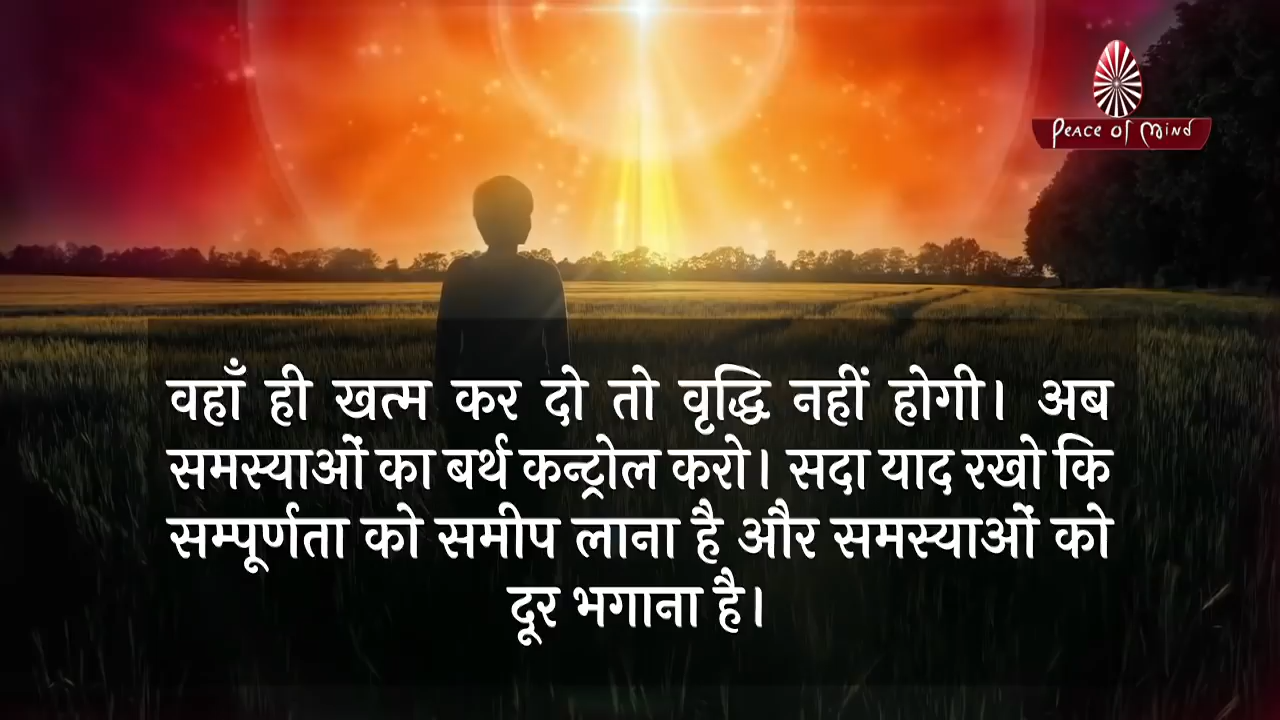 Peace of Mind
वहाँ ही खत्म कर दो तो वृद्धि नहीं होगी। अब
समस्याओं का बर्थ कन्ट्रोल करो। सदा याद रखो कि
सम्पूर्णता को समीप लाना है और समस्याओं को
दूर भगाना है।